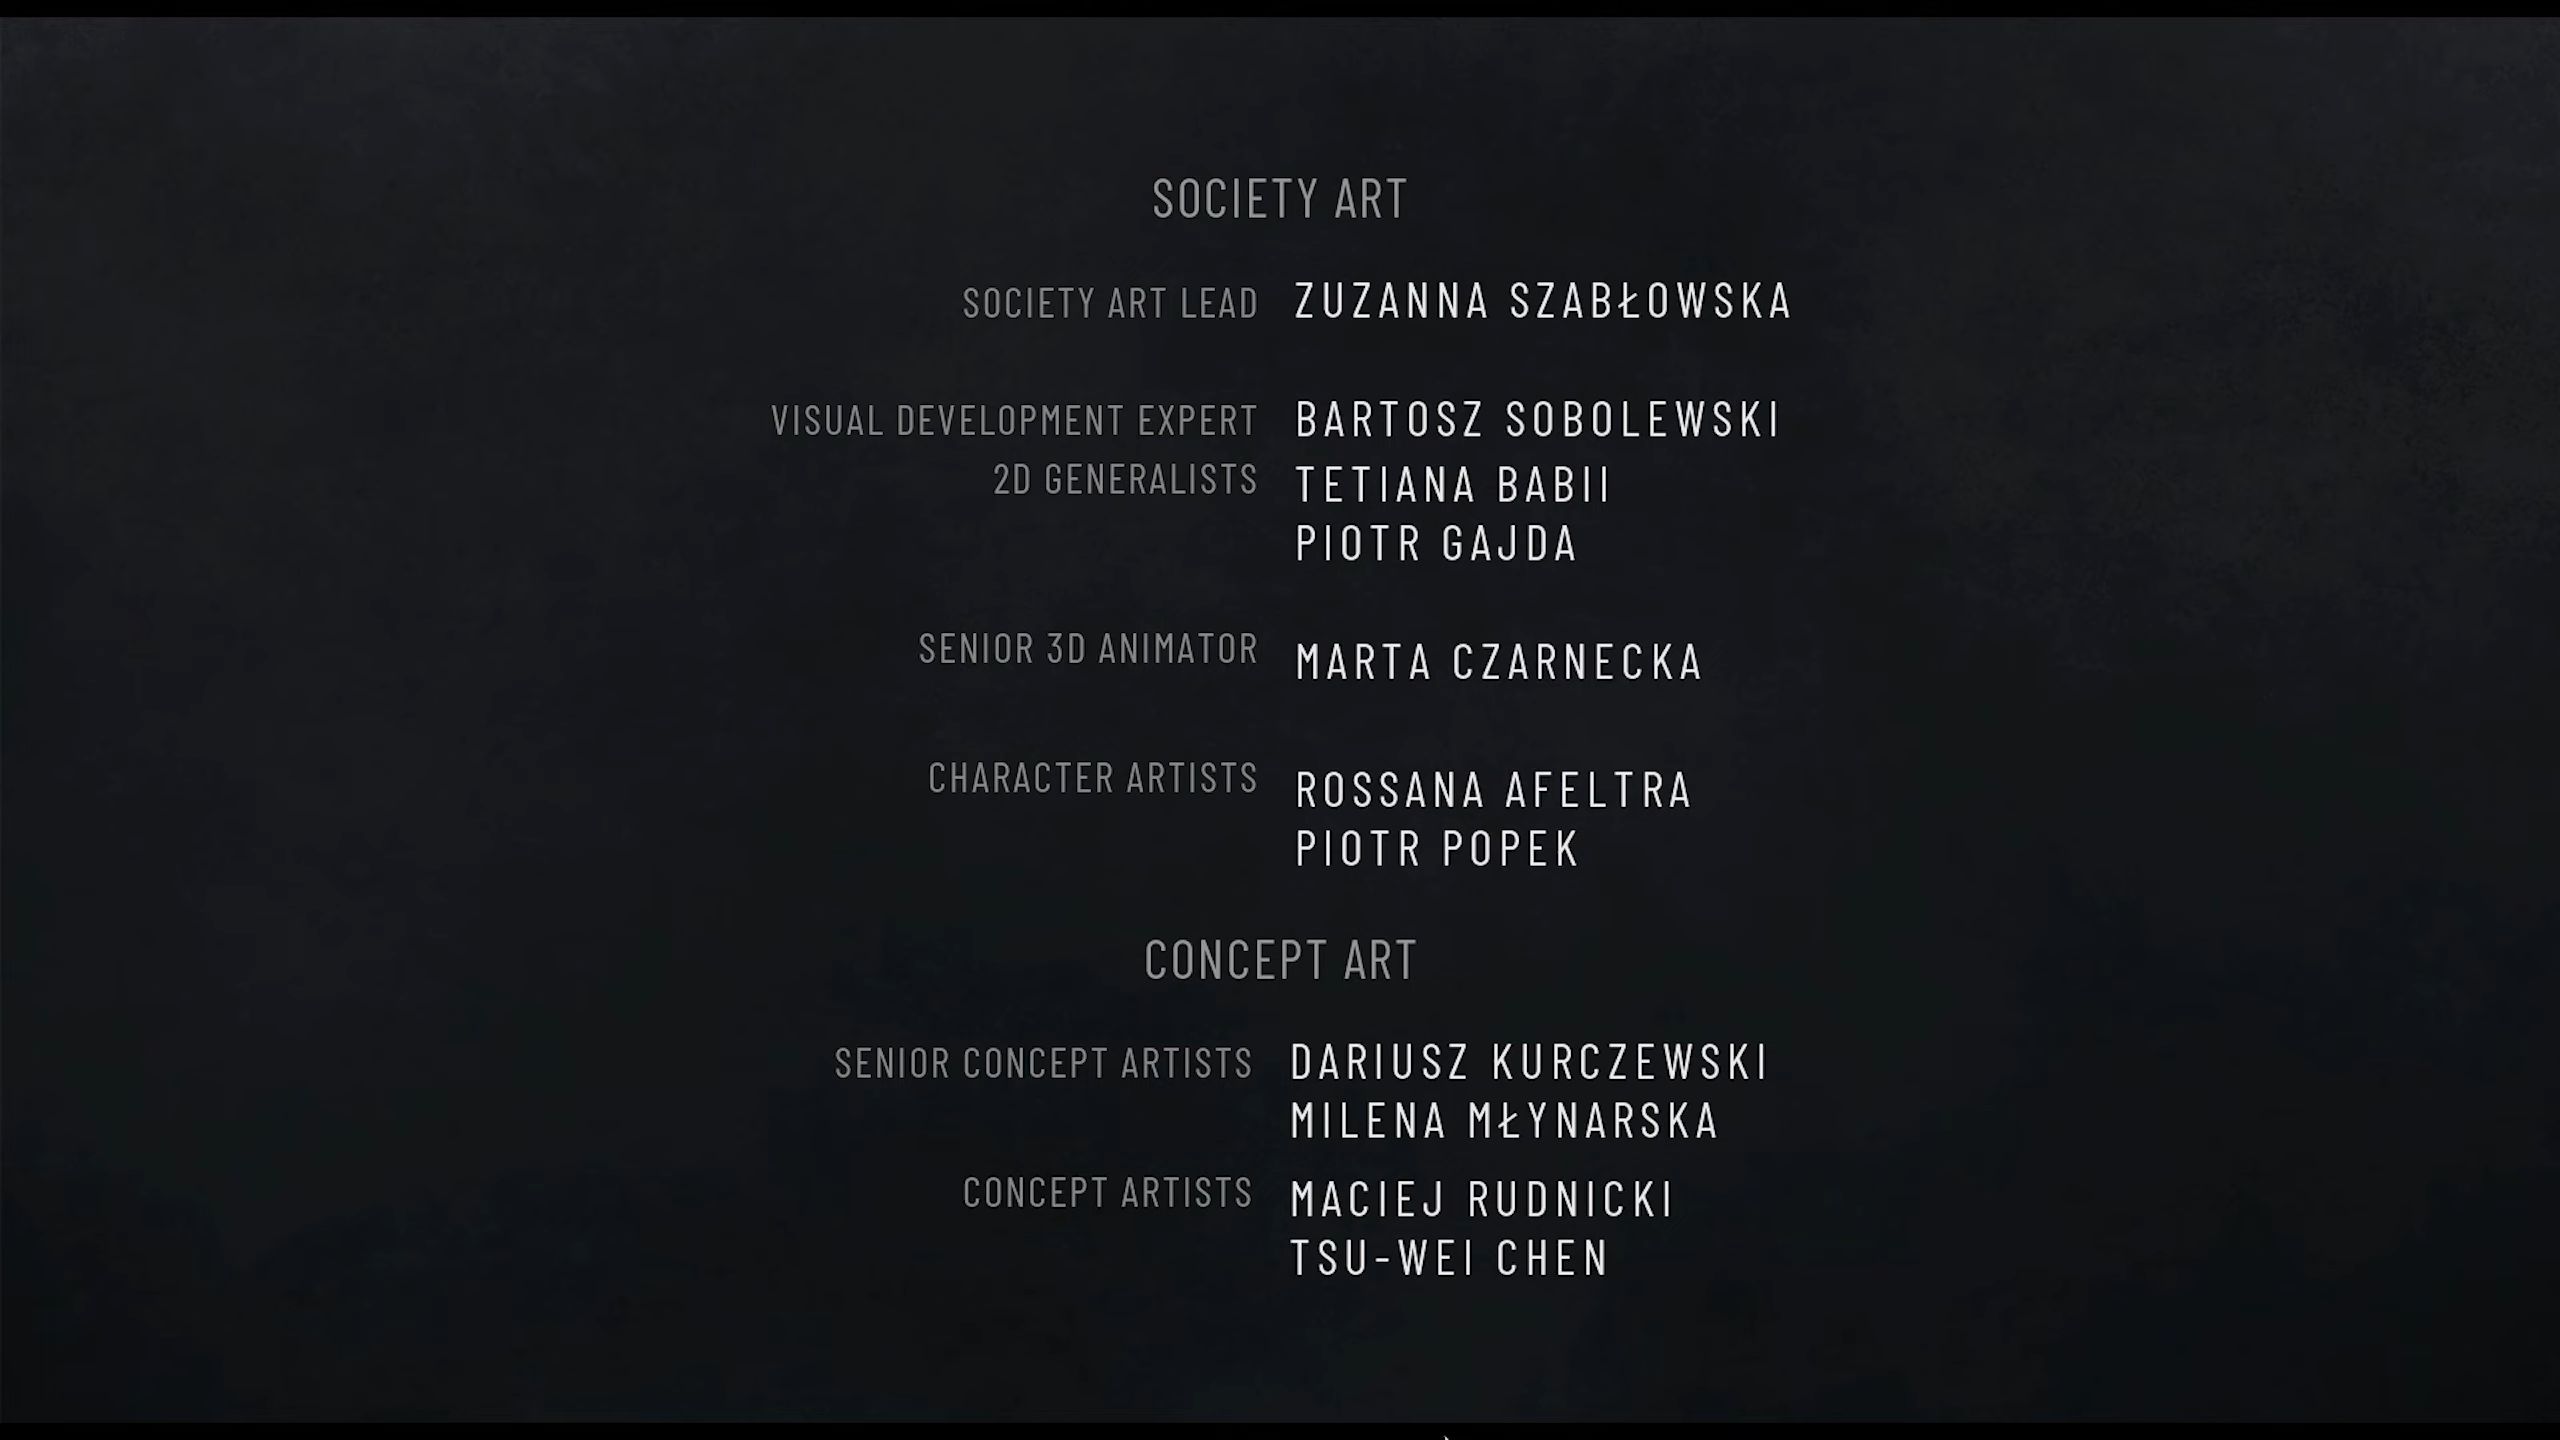 SOCIETY ART
SOCIETY ART LEAD ZUZANNA SZABŁOWSKA
VISUAL DEVELOPMENT EXPERT BARTOSZ SOBOLEWSKI
2D GENERALISTS TETIANA BABII
PIOTR GAJDA
SENIOR 3D ANIMATOR MARTA CZARNECKA
CHARACTER ARTISTS ROSSANA AFELTRA
PIOTR POPEK
CONCEPT ART
SENIOR CONCEPT ARTISTS DARIUSZ KURCZEWSKI
MILENA MŁYNARSKA
CONCEPT ARTISTS MACIEJ RUDNICKI
TSU-WEI CHEN